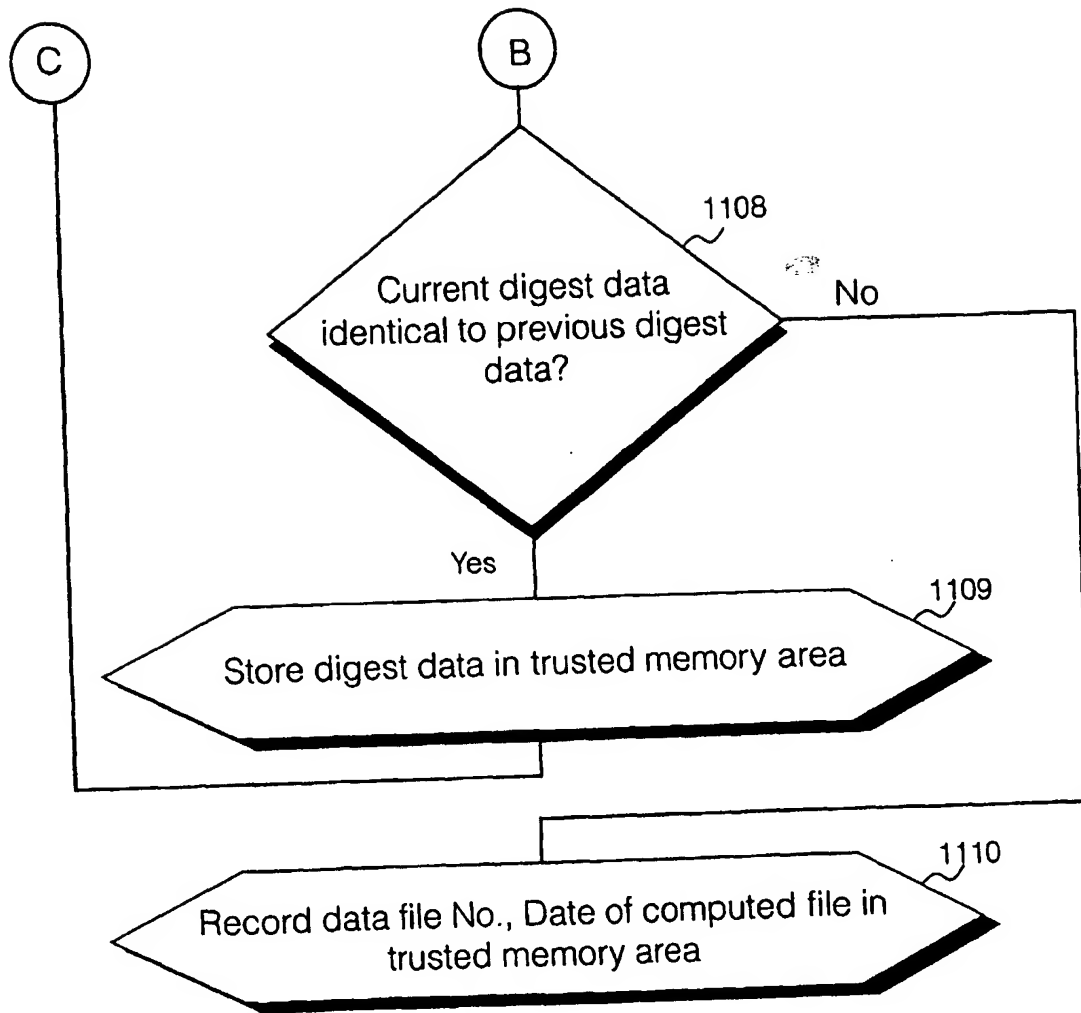 C
B
1108
Current digest data
identical to previous digest
data?
No
Yes
1109
Store digest data in trusted memory area
1110
Record data file No., Date of computed file in
trusted memory area